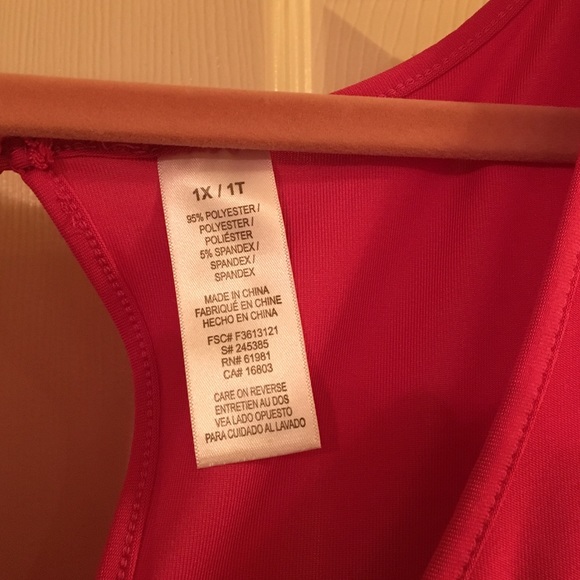 1X / 1T
95% POLYESTER /
POLYESTER /
POLIÉSTER
5% SPANDEX /
SPANDEX /
SPANDEX
MADE IN CHINA
FABRIQUÉ EN CHINE
HECHO EN CHINA
FSC# F3613121
S# 245385
RN# 61981
CA# 16803
CARE ON REVERSE
ENTRETIEN AU DOS
VEA LADO OPUESTO
PARA CUIDADO AL LAVADO